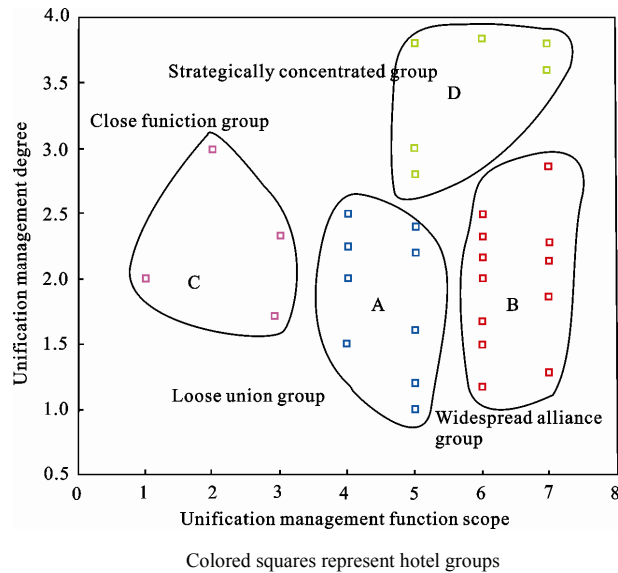 4.0
Strategically concentrated group
D
3.5
Close funiction group
3.0
2.5
Unification management degree
2.0
C
A
B
1.5
Loose union group
Widespread alliance
group
1.0
0.5
0 1 2 3 4 5 6 7 8
Unification management function scope
Colored squares represent hotel groups